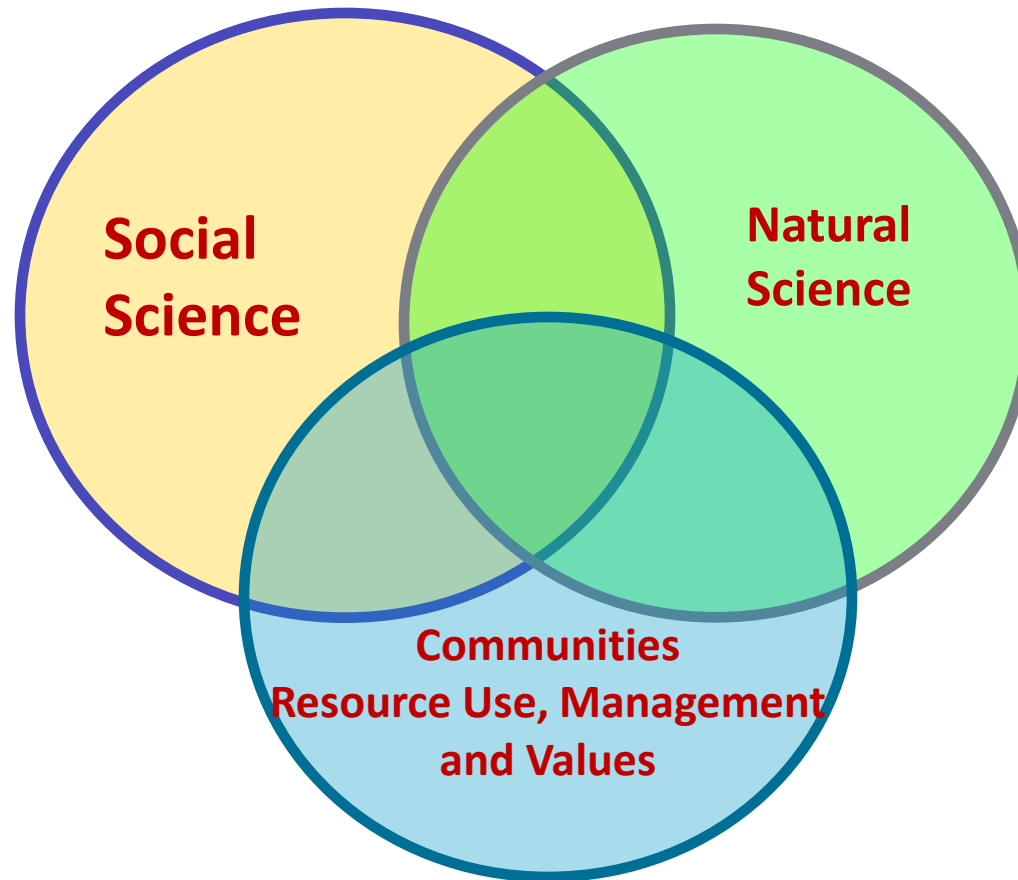 Social
Science
Natural
Science
Communities
Resource Use, Management
and Values